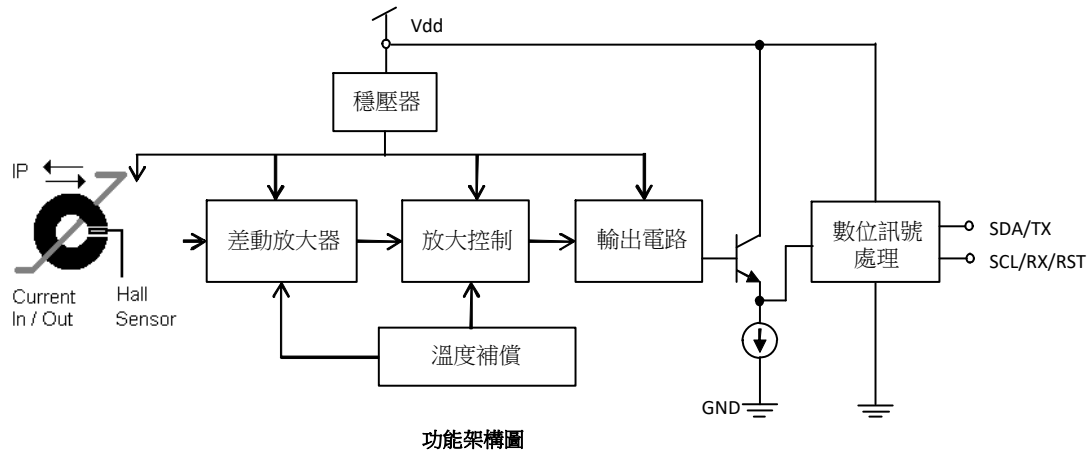 Vdd
穩壓器
IP
差動放大器
放大控制
輸出電路
數位訊號
處理
SDA/TX
SCL/RX/RST
Current
In / Out
Hall
Sensor
溫度補償
GND
功能架構圖